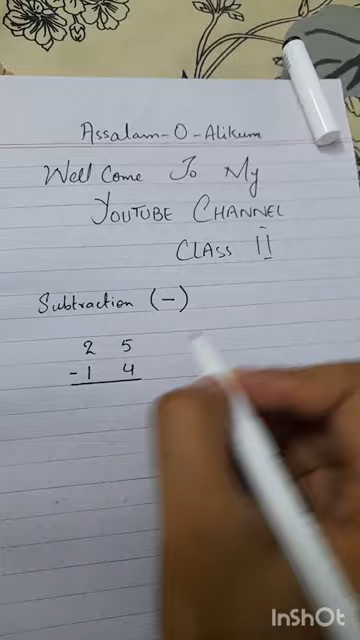 Assalam-O-Alikum
Well Come To My
YOUTUBE CHANNEL
CLASS II
Subtraction (-)
2 5
- 1 4
InShOt